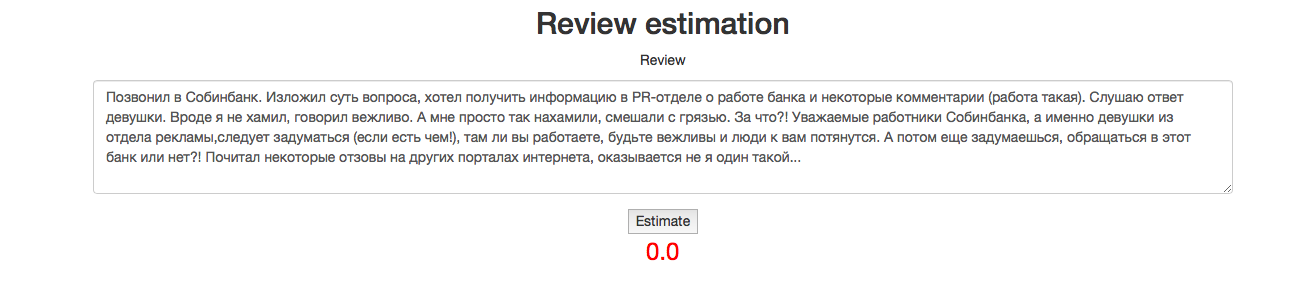 Review estimation
Review
Позвонил в Собинбанк. Изложил суть вопроса, хотел получить информацию в PR-отделе о работе банка и некоторые комментарии (работа такая). Слушаю ответ
девушки. Вроде я не хамил, говорил вежливо. А мне просто так нахамили, смешали с грязью. За что?! Уважаемые работники Собинбанка, а именно девушки из
отдела рекламы,следует задуматься (если есть чем!), там ли вы работаете, будьте вежливы и люди к вам потянутся. А потом еще задумаешься, обращаться в этот
банк или нет?! Почитал некоторые отзывы на других порталах интернета, оказывается не я один такой...
Estimate
0.0